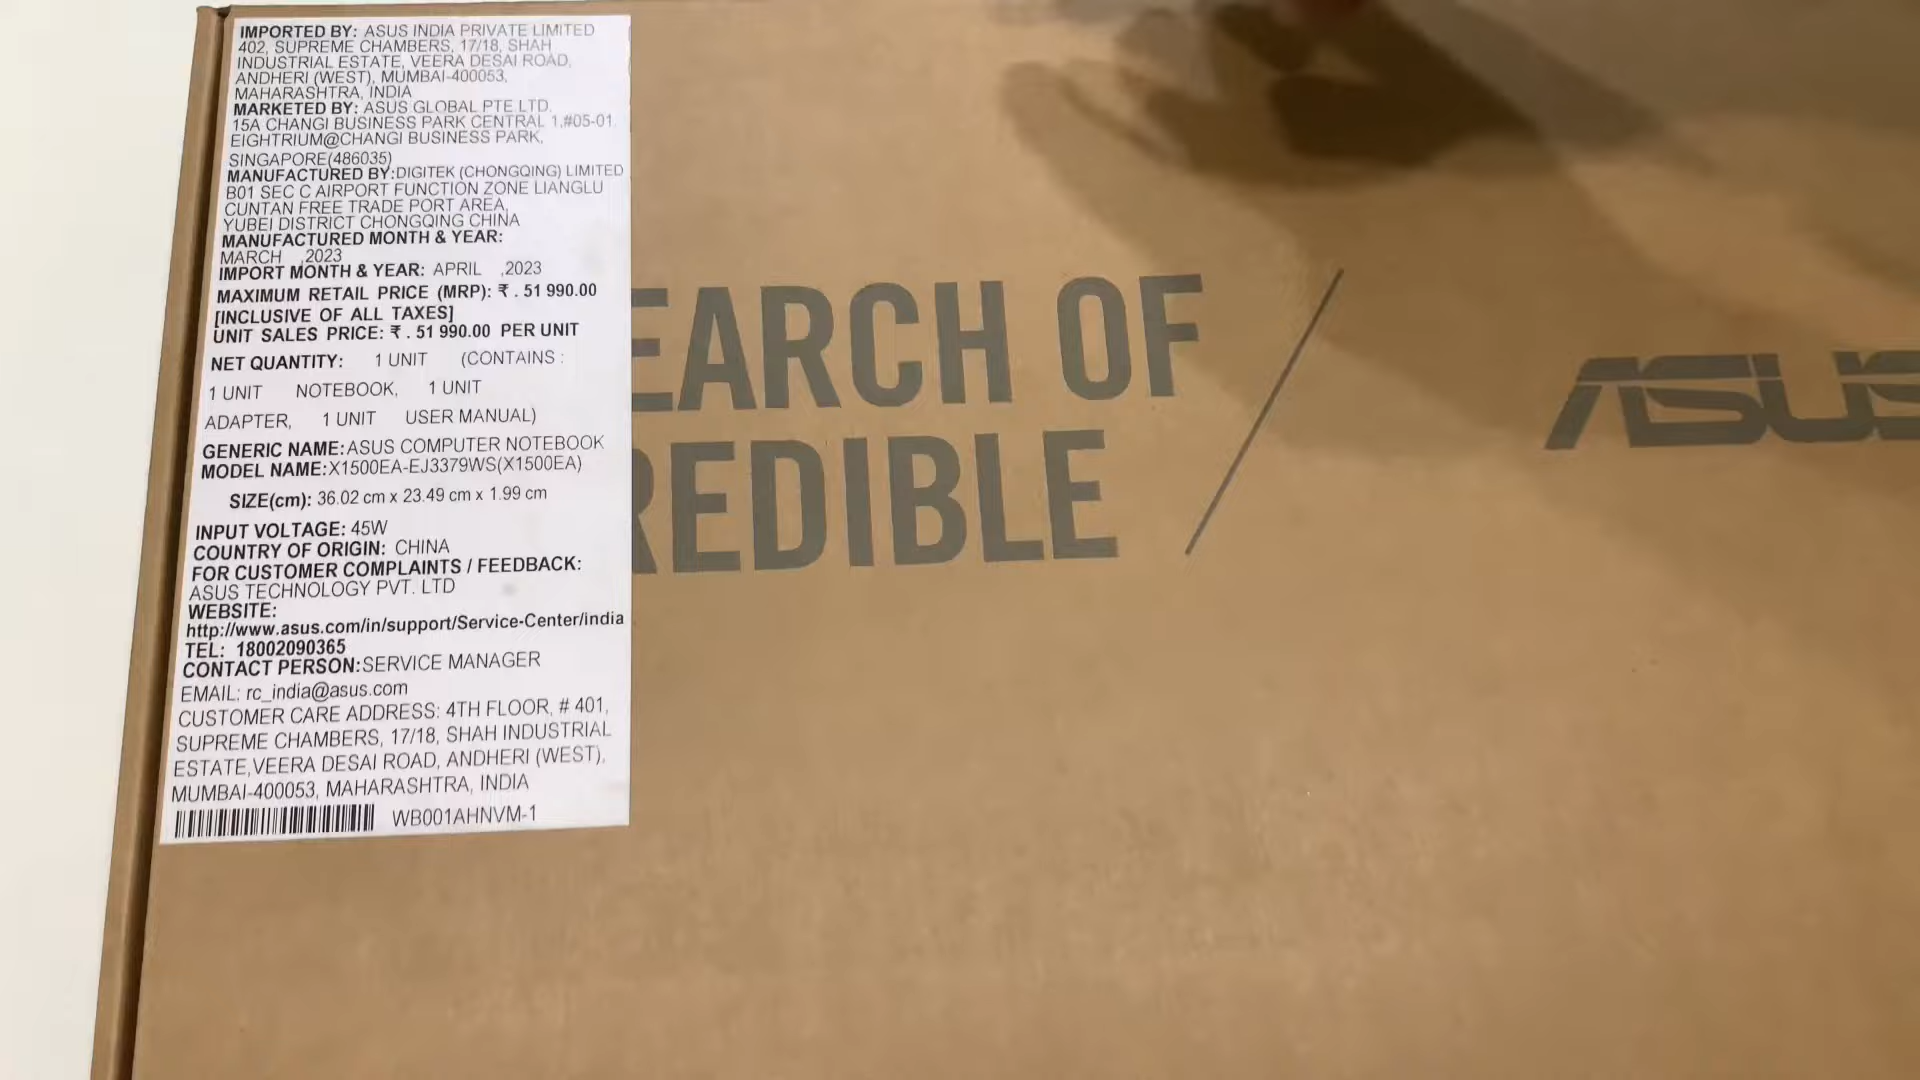 IMPORTED BY: ASUS INDIA PRIVATE LIMITED
402, SUPREME CHAMBERS, 17/18, SHAH
INDUSTRIAL ESTATE, VEERA DESAI ROAD,
ANDHERI (WEST), MUMBAI-400053,
MAHARASHTRA, INDIA
MARKETED BY: ASUS GLOBAL PTE.LTD.
15A CHANGI BUSINESS PARK CENTRAL 1,#05-01
EIGHTRIUM@CHANGI BUSINESS PARK,
SINGAPORE(486035)
MANUFACTURED BY:DIGITEK (CHONGQING) LIMITED
B01 SEC C AIRPORT FUNCTION ZONE LIANGLU
CUNTAN FREE TRADE PORT AREA,
YUBEI DISTRICT CHONGQING CHINA
MANUFACTURED MONTH & YEAR:
MARCH ,2023
IMPORT MONTH & YEAR: APRIL ,2023
MAXIMUM RETAIL PRICE (MRP): ₹ . 51 990.00
[INCLUSIVE OF ALL TAXES]
UNIT SALES PRICE: ₹ . 51 990.00 PER UNIT
NET QUANTITY: 1 UNIT (CONTAINS :
1 UNIT NOTEBOOK, 1 UNIT
ADAPTER, 1 UNIT USER MANUAL)
GENERIC NAME:ASUS COMPUTER NOTEBOOK
MODEL NAME:X1500EA-EJ3379WS(X1500EA)
SIZE(cm): 36.02 cm x 23.49 cm x 1.99 cm
INPUT VOLTAGE: 45W
COUNTRY OF ORIGIN: CHINA
FOR CUSTOMER COMPLAINTS / FEEDBACK:
ASUS TECHNOLOGY PVT. LTD
WEBSITE:
http://www.asus.com/in/support/Service-Center/india
TEL: 18002090365
CONTACT PERSON:SERVICE MANAGER
EMAIL: rc_india@asus.com
CUSTOMER CARE ADDRESS: 4TH FLOOR, # 401,
SUPREME CHAMBERS, 17/18, SHAH INDUSTRIAL
ESTATE,VEERA DESAI ROAD, ANDHERI (WEST),
MUMBAI-400053, MAHARASHTRA, INDIA
WB001AHNVM-1
EARCH OF
REDIBLE
ASUS